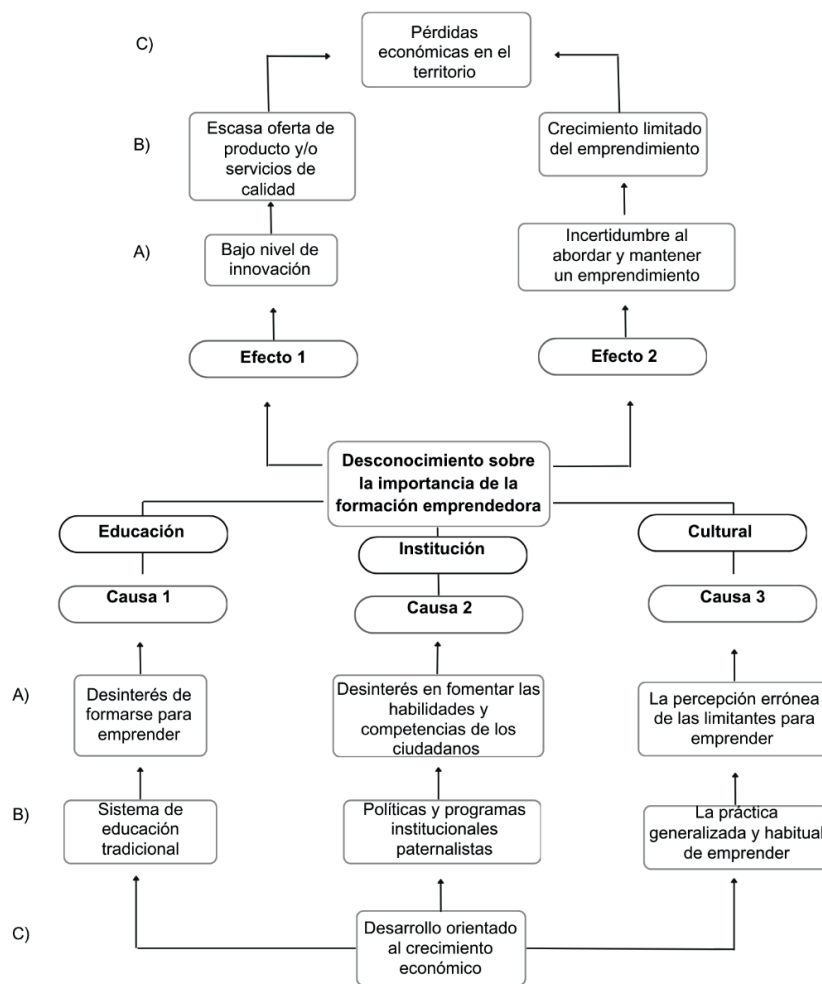 C)
Pérdidas
económicas en el
territorio
B)
Escasa oferta de
producto y/o
servicios de
calidad
Crecimiento limitado
del emprendimiento
A)
Bajo nivel de
innovación
Incertidumbre al
abordar y mantener
un emprendimiento
Efecto 1
Efecto 2
Desconocimiento sobre
la importancia de la
formación emprendedora
Educación
Institución
Cultural
Causa 1
Causa 2
Causa 3
A)
Desinterés de
formarse para
emprender
Desinterés en fomentar las
habilidades y
competencias de los
ciudadanos
La percepción errónea
de las limitantes para
emprender
B)
Sistema de
educación
tradicional
Políticas y programas
institucionales
paternalistas
La práctica
generalizada y habitual
de emprender
C)
Desarrollo orientado
al crecimiento
económico